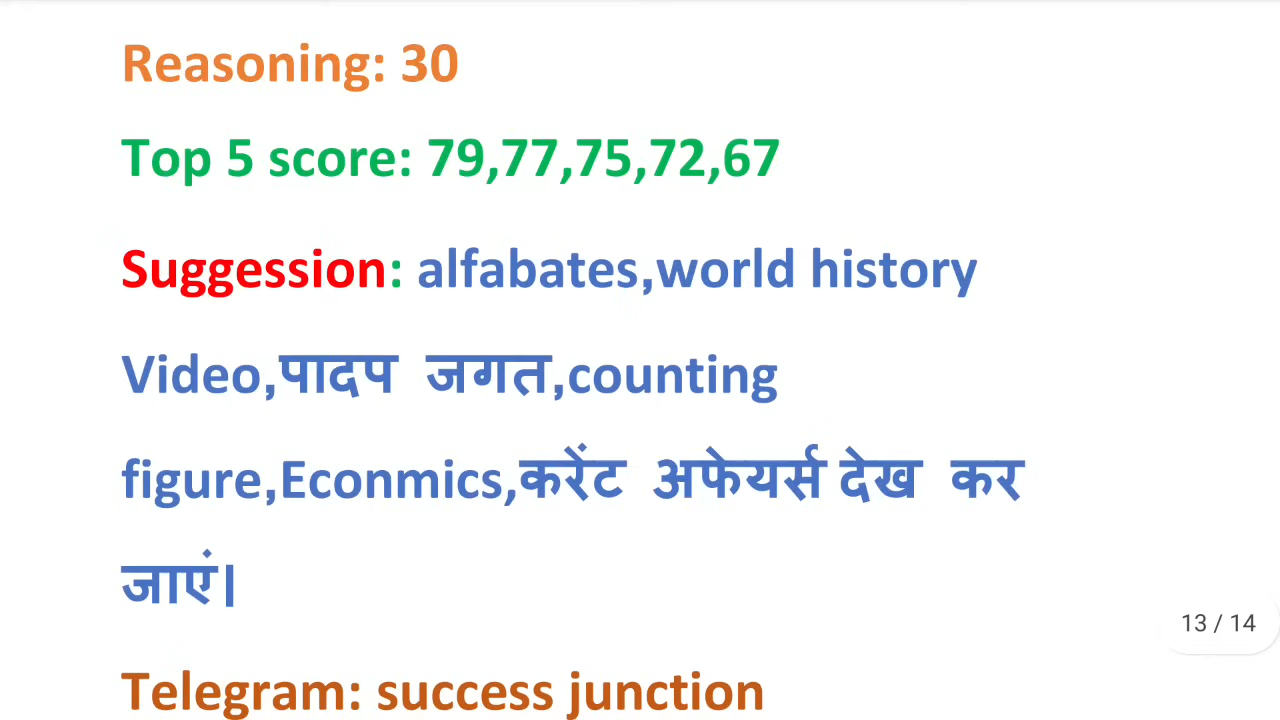 Reasoning: 30
Top 5 score: 79,77,75,72,67
Suggession: alfabates,world history
Video,पादप जगत,counting
figure,Econmics,करेंट अफेयर्स देख कर
जाएं।
13 / 14
Telegram: success junction